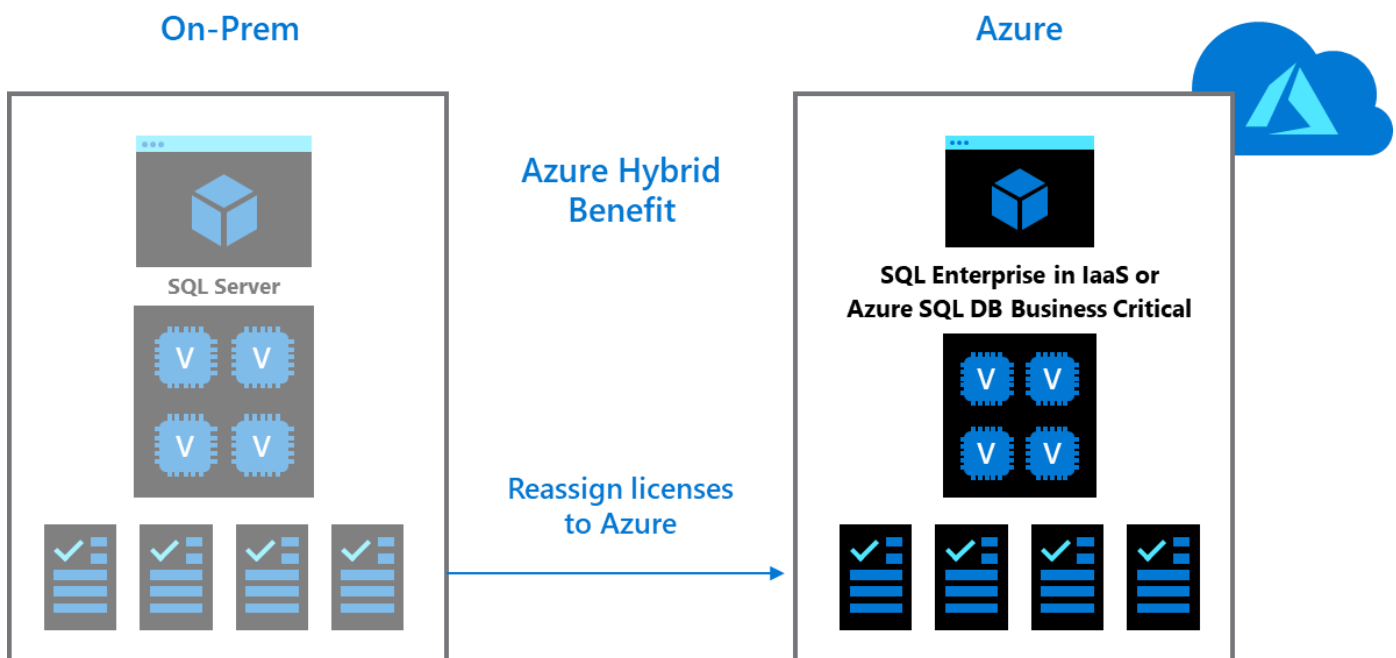 On-Prem
Azure
Azure Hybrid
Benefit
SQL Server
V V
V V
Reassign licenses
to Azure
SQL Enterprise in IaaS or
Azure SQL DB Business Critical
V V
V V